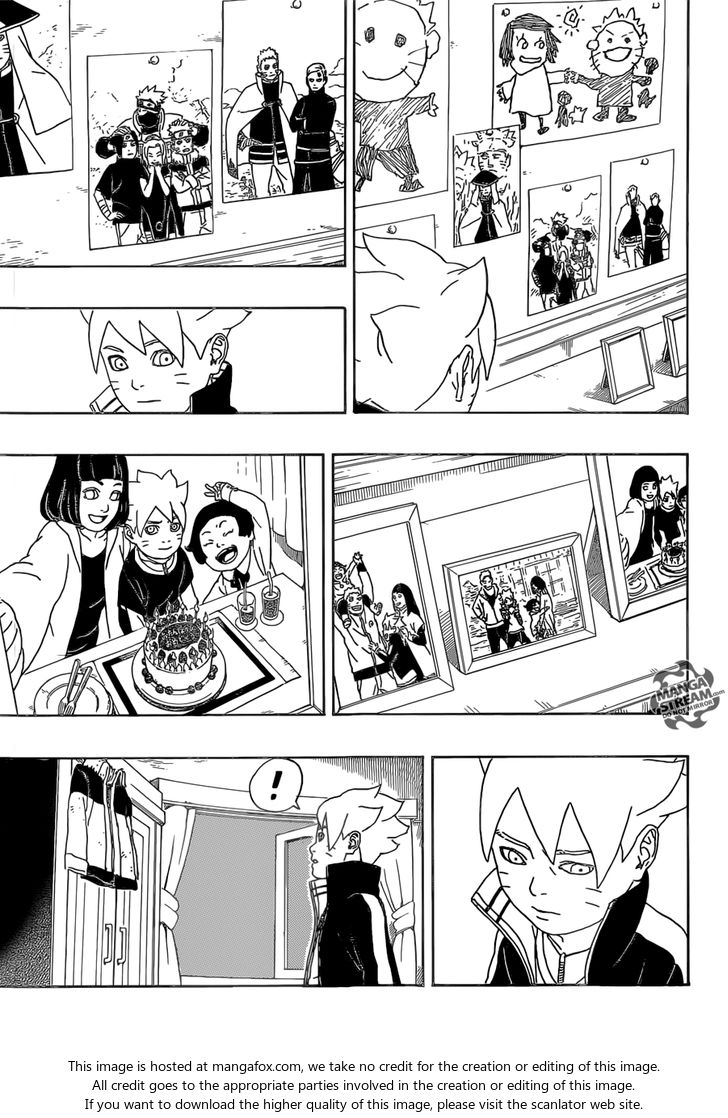 MANGA
STREAM.com
DO NOT MIRROR
!
This image is hosted at mangafox.com, we take no credit for the creation or editing of this image.
All credit goes to the appropriate parties involved in the creation or editing of this image.
If you want to download the higher quality of this image, please visit the scanlator web site.